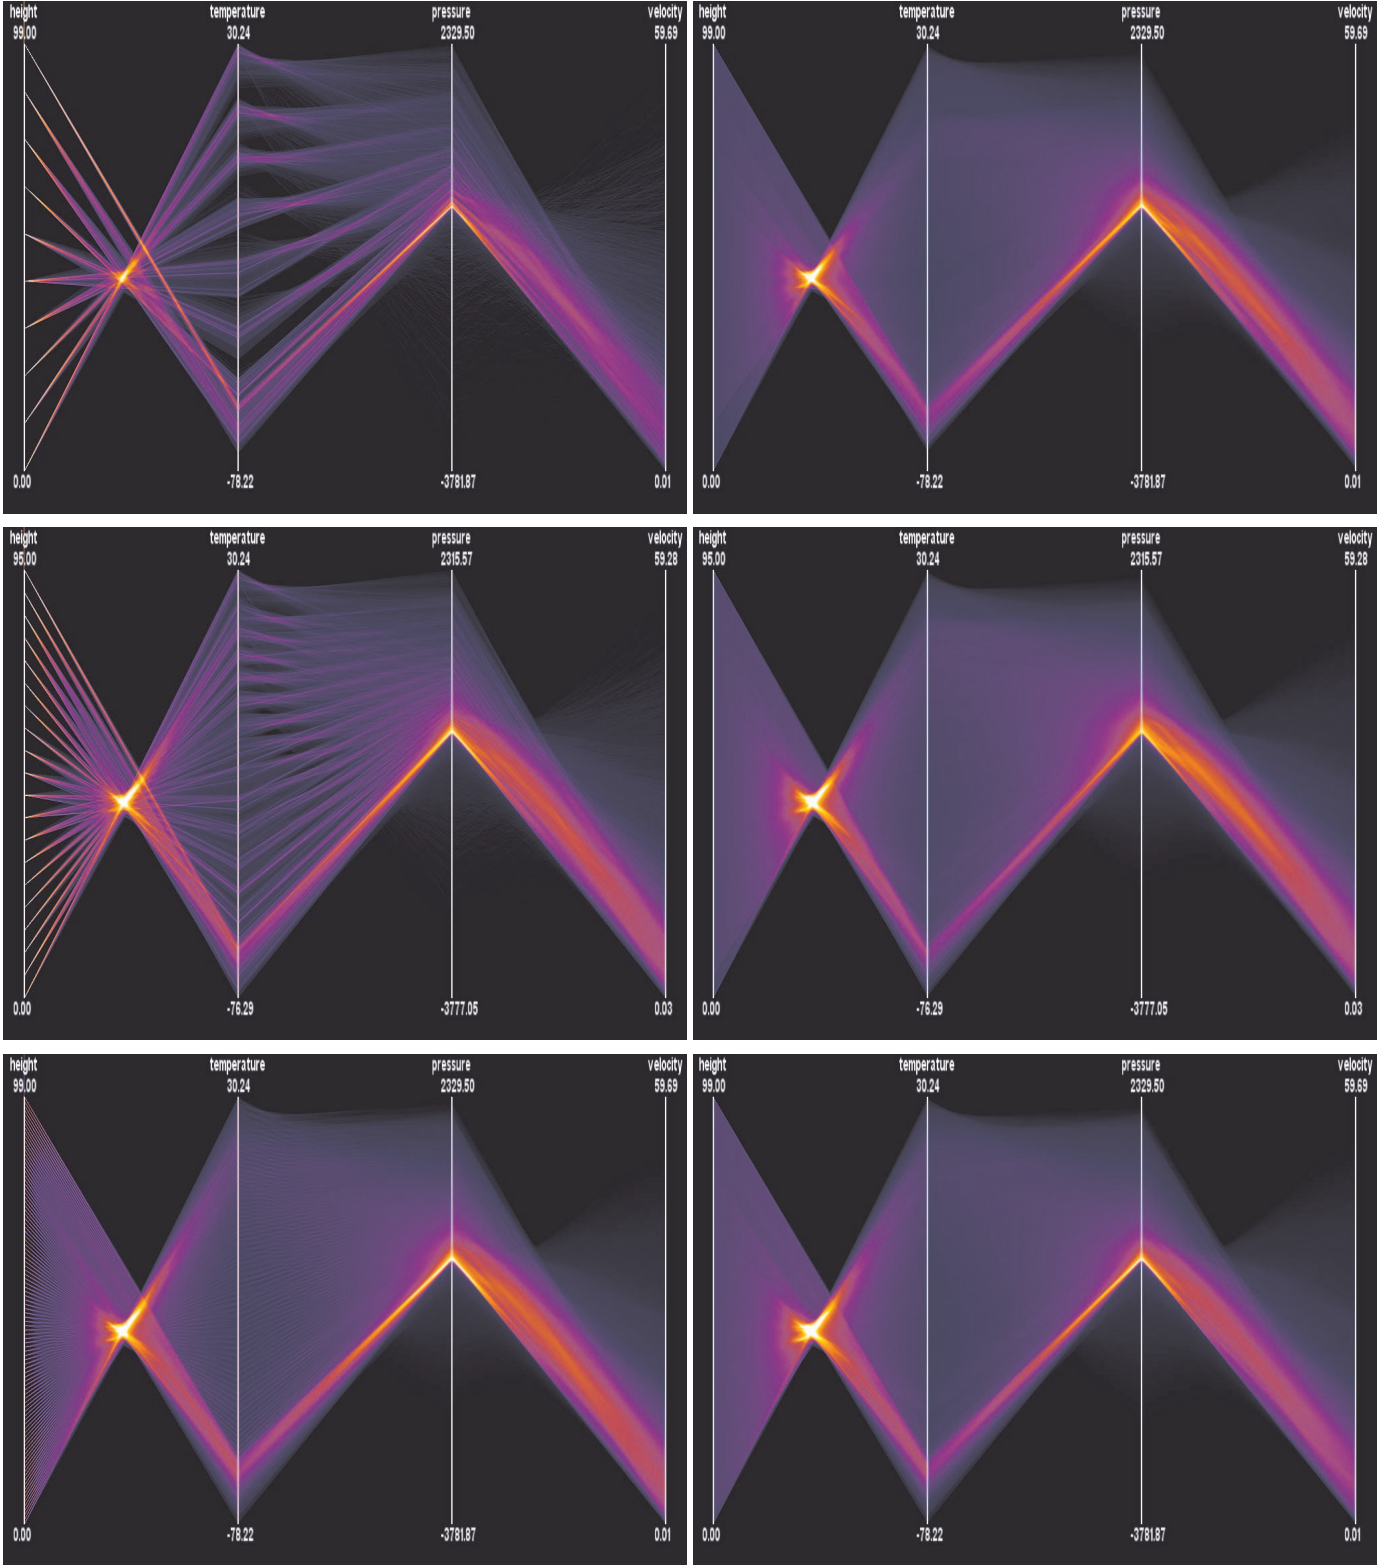 height temperature pressure velocity height temperature pressure velocity
99.00 30.24 2329.50 59.69 99.00 30.24 2329.50 59.69
0.00 -78.22 -3781.87 0.01 0.00 -78.22 -3781.87 0.01
height temperature pressure velocity height temperature pressure velocity
95.00 30.24 2315.57 59.28 95.00 30.24 2315.57 59.28
0.00 -76.29 -3777.05 0.03 0.00 -76.29 -3777.05 0.03
height temperature pressure velocity height temperature pressure velocity
99.00 30.24 2329.50 59.69 99.00 30.24 2329.50 59.69
0.00 -78.22 -3781.87 0.01 0.00 -78.22 -3781.87 0.01